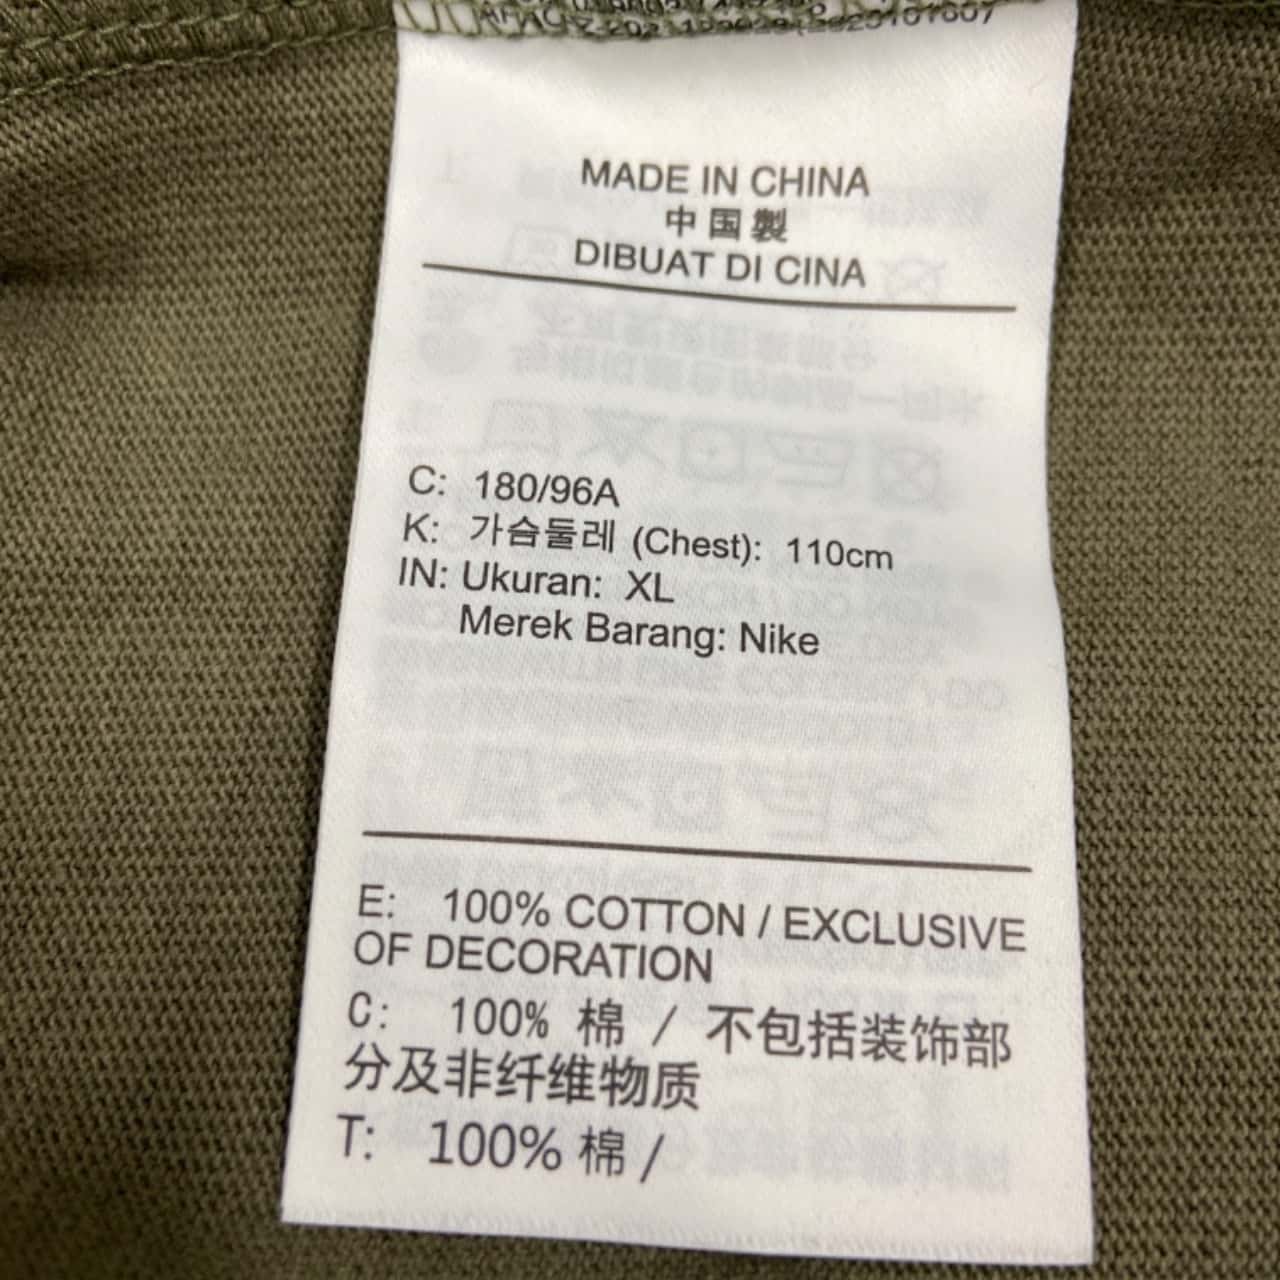 MADE IN CHINA
中国製
DIBUAT DI CINA
C: 180/96A
K: 가슴둘레 (Chest): 110cm
IN: Ukuran: XL
Merek Barang: Nike
E: 100% COTTON / EXCLUSIVE
OF DECORATION
C: 100% 棉 / 不包括装饰部
分及非纤维物质
T: 100% 棉 /